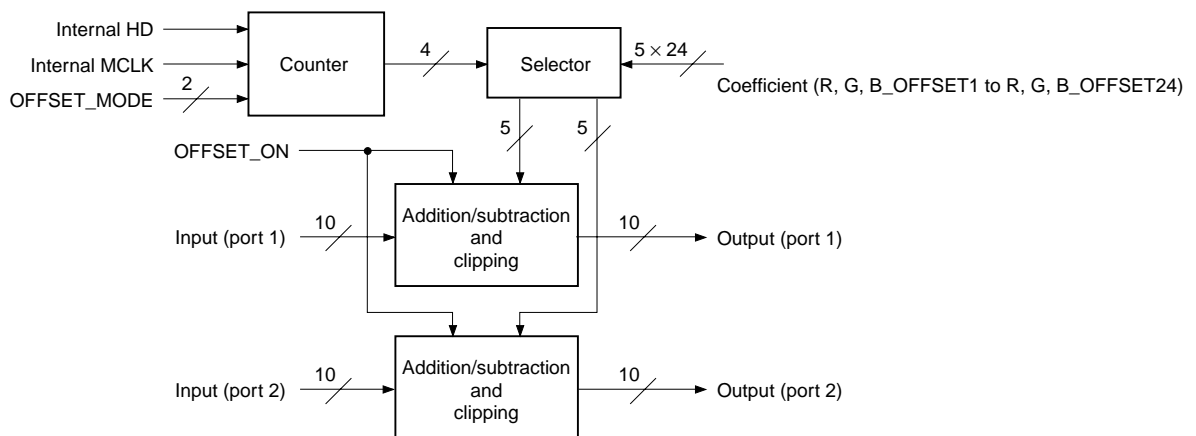 Internal HD
Internal MCLK
OFFSET_MODE
2
Counter
4
Selector
5 × 24
Coefficient (R, G, B_OFFSET1 to R, G, B_OFFSET24)
5
5
OFFSET_ON
Input (port 1)
10
Addition/subtraction
and
clipping
10
Output (port 1)
Input (port 2)
10
Addition/subtraction
and
clipping
10
Output (port 2)